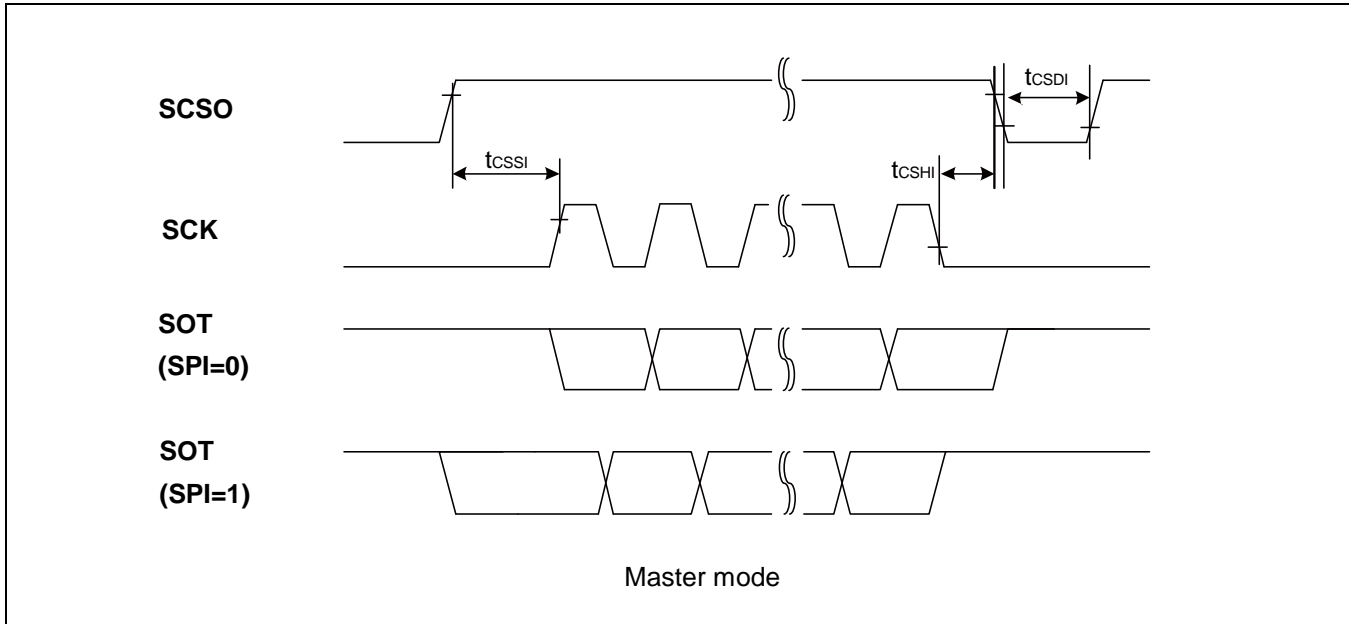 SCSO
tCSDI
tCSSI
tCSHI
SCK
SOT
(SPI=0)
SOT
(SPI=1)
Master mode